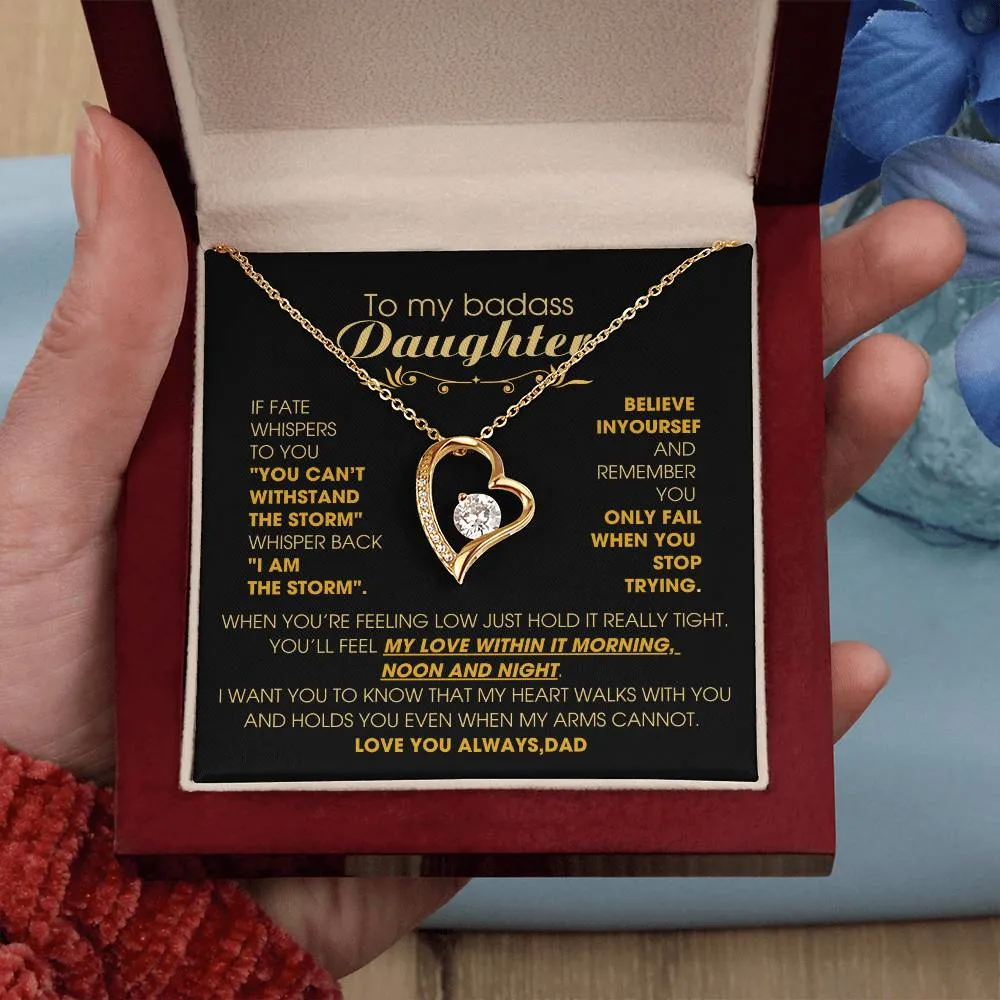 To my badass
Daughter
IF FATE
WHISPERS
TO YOU
"YOU CAN'T
WITHSTAND
THE STORM"
WHISPER BACK
"I AM
THE STORM".
BELIEVE
INYOURSEF
AND
REMEMBER
YOU
ONLY FAIL
WHEN YOU
STOP
TRYING.
WHEN YOU'RE FEELING LOW JUST HOLD IT REALLY TIGHT.
YOU'LL FEEL MY LOVE WITHIN IT MORNING,
NOON AND NIGHT.
I WANT YOU TO KNOW THAT MY HEART WALKS WITH YOU
AND HOLDS YOU EVEN WHEN MY ARMS CANNOT.
LOVE YOU ALWAYS,DAD